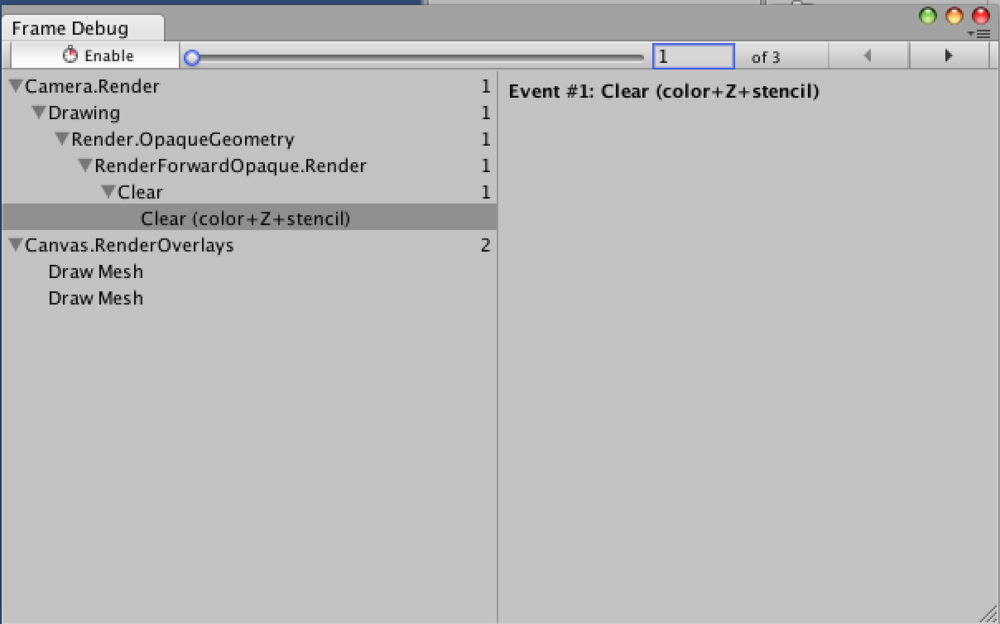 Frame Debug
Enable 1 of 3
Camera.Render 1
Drawing 1
Render.OpaqueGeometry 1
RenderForwardOpaque.Render 1
Clear 1
Clear (color+Z+stencil)
Canvas.RenderOverlays 2
Draw Mesh
Draw Mesh
Event #1: Clear (color+Z+stencil)